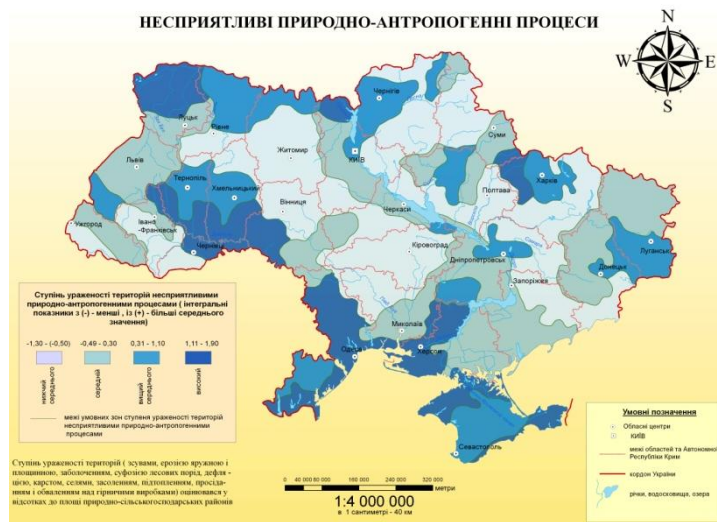 НЕСПРИЯТЛИВІ ПРИРОДНО-АНТРОПОГЕННІ ПРОЦЕСИ
N
W E
S
Чернігів
Луцьк
Рівне
Суми
Житомир
КИЇВ
Львів
Харків
Тернопіль
Хмельницький
Полтава
Черкаси
Вінниця
Ужгород
Івано
-Франковськ
Чернівці
Кіровоград
Луганськ
Дніпропетровськ
Донецьк
Запоріжжя
Миколаїв
Одеса
Херсон
Севастополь
Ступінь ураженості територій несприятливими
природно-антропогенними процесами ( інтегральні
показники з (-) - менші , із (+) - більші середнього
значення)
-1,30 - (-0,50)
-0,49 - 0,30
0,31 - 1,10
1,11 - 1,90
нижчий
середнього
середній
вищий
середнього
високий
межі умовних зон ступеня ураженості територій
несприятливими природно-антропогенними
процесами
Ступінь ураженості території ( зсувами, ерозією яружною і
площинною, заболоченням, суфозією лесових порід, дефля -
цією, карстом, селями, засоленням, підтопленням, просіда-
нням і обваленням над гірничими виробками) оцінювався у
відсотках до площі природно-сільськогосподарських районів
40 000 80 000 160 000 240 000 320 000
метри
1:4 000 000
в 1 сантиметрі - 40 км
Умовні позначення
Обласні центри
КИЇВ
межі областей та Автономної
Республіки Крим
кордон України
річки, водосховища, озера